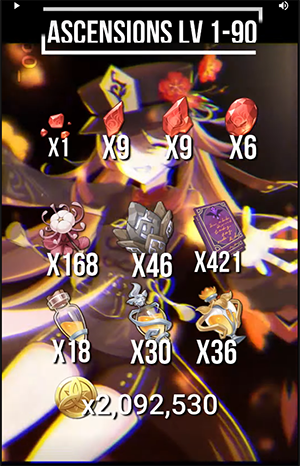 ASCENSIONS LV 1-90
X1 X9 X9 X6
X168 X46 X421
X18 X30 X36
x2,092,530